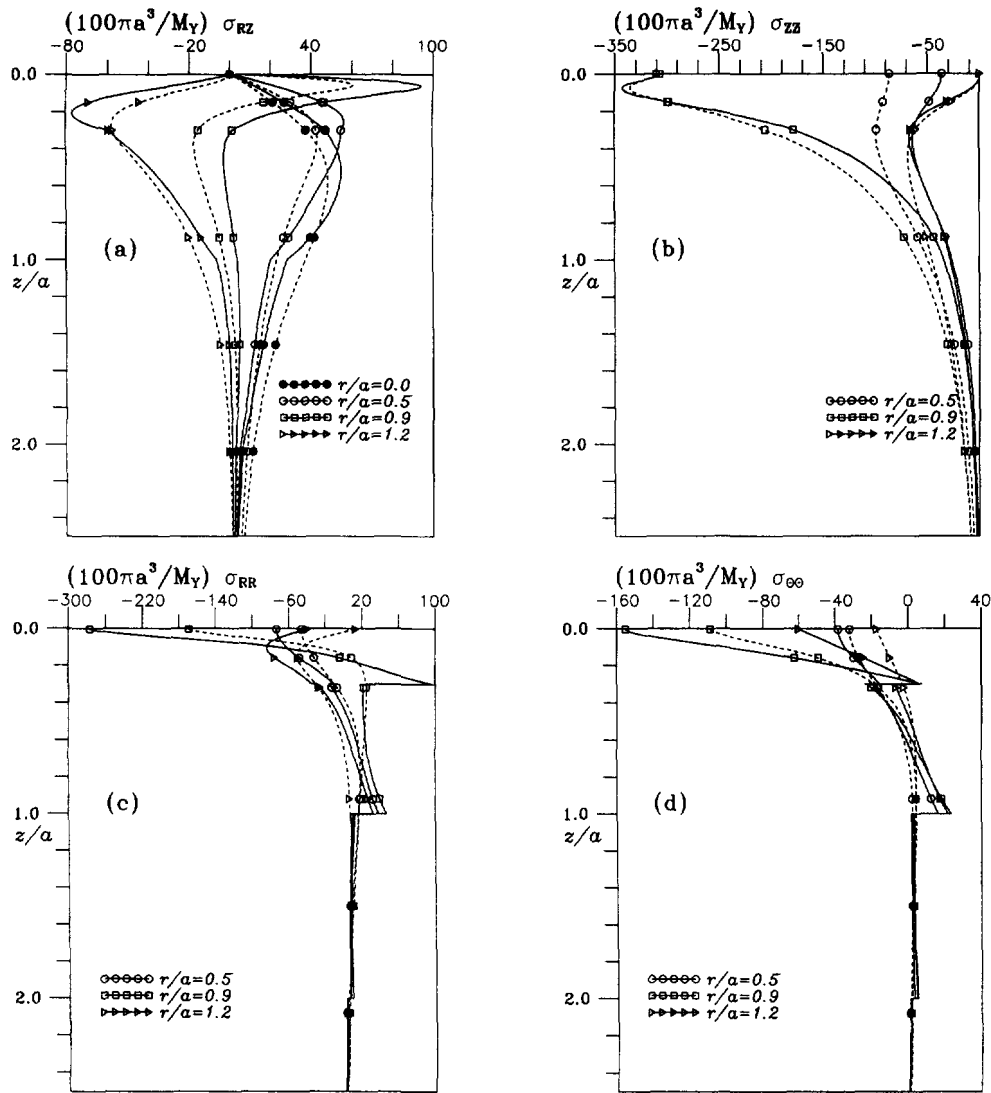 (100πa³/M_Y) σ_RZ
-80 -20 40 100
0.0
1.0
z/a
2.0
(a)
r/a=0.0
r/a=0.5
r/a=0.9
r/a=1.2
(100πa³/M_Y) σ_ZZ
-350 -250 -150 -50
0.0
1.0
z/a
2.0
(b)
r/a=0.5
r/a=0.9
r/a=1.2
(100πa³/M_Y) σ_RR
-300 -220 -140 -60 20 100
0.0
1.0
z/a
2.0
(c)
r/a=0.5
r/a=0.9
r/a=1.2
(100πa³/M_Y) σ_ΘΘ
-160 -120 -80 -40 0 40
0.0
1.0
z/a
2.0
(d)
r/a=0.5
r/a=0.9
r/a=1.2